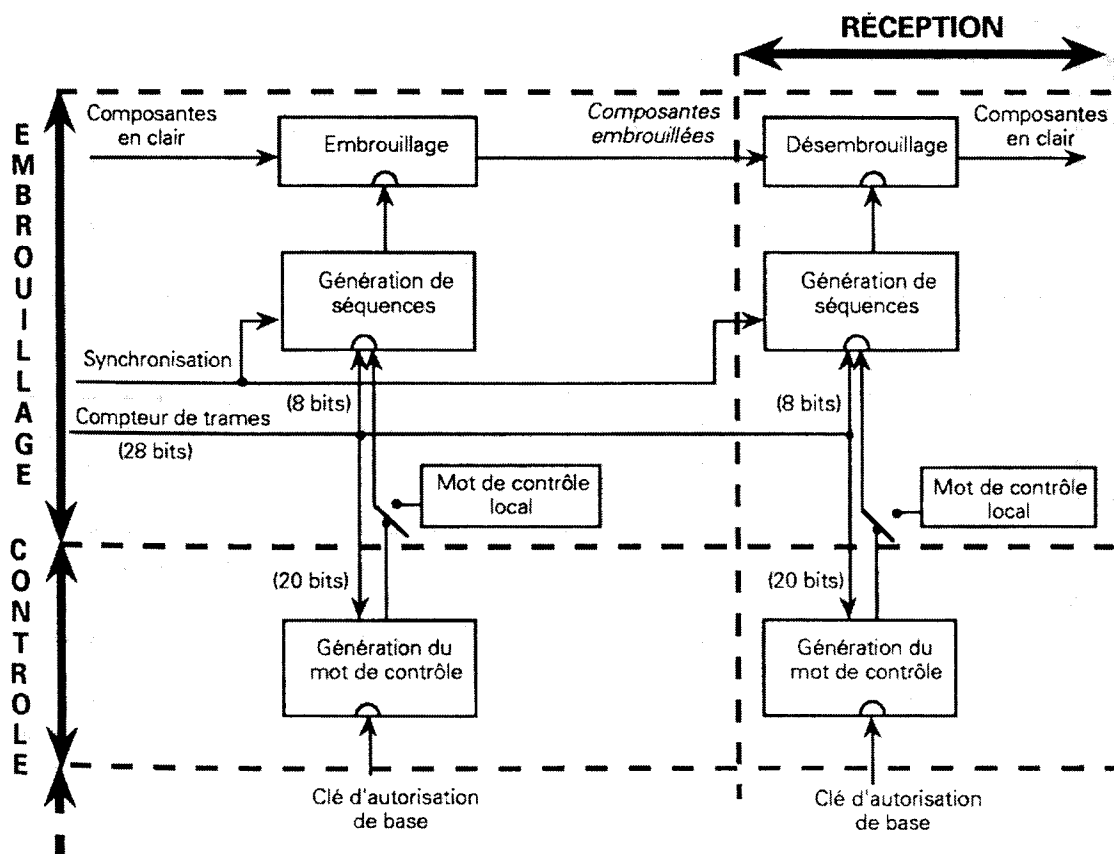 RÉCEPTION
EMBROUILLAGE
Composantes
en clair
Embrouillage
Composantes
embrouillées
Désembrouillage
Composantes
en clair
Génération de
séquences
Génération de
séquences
Synchronisation
(8 bits)
(8 bits)
Compteur de trames
(28 bits)
Mot de contrôle
local
Mot de contrôle
local
CONTROLE
(20 bits)
(20 bits)
Génération du
mot de contrôle
Génération du
mot de contrôle
Clé d'autorisation
de base
Clé d'autorisation
de base